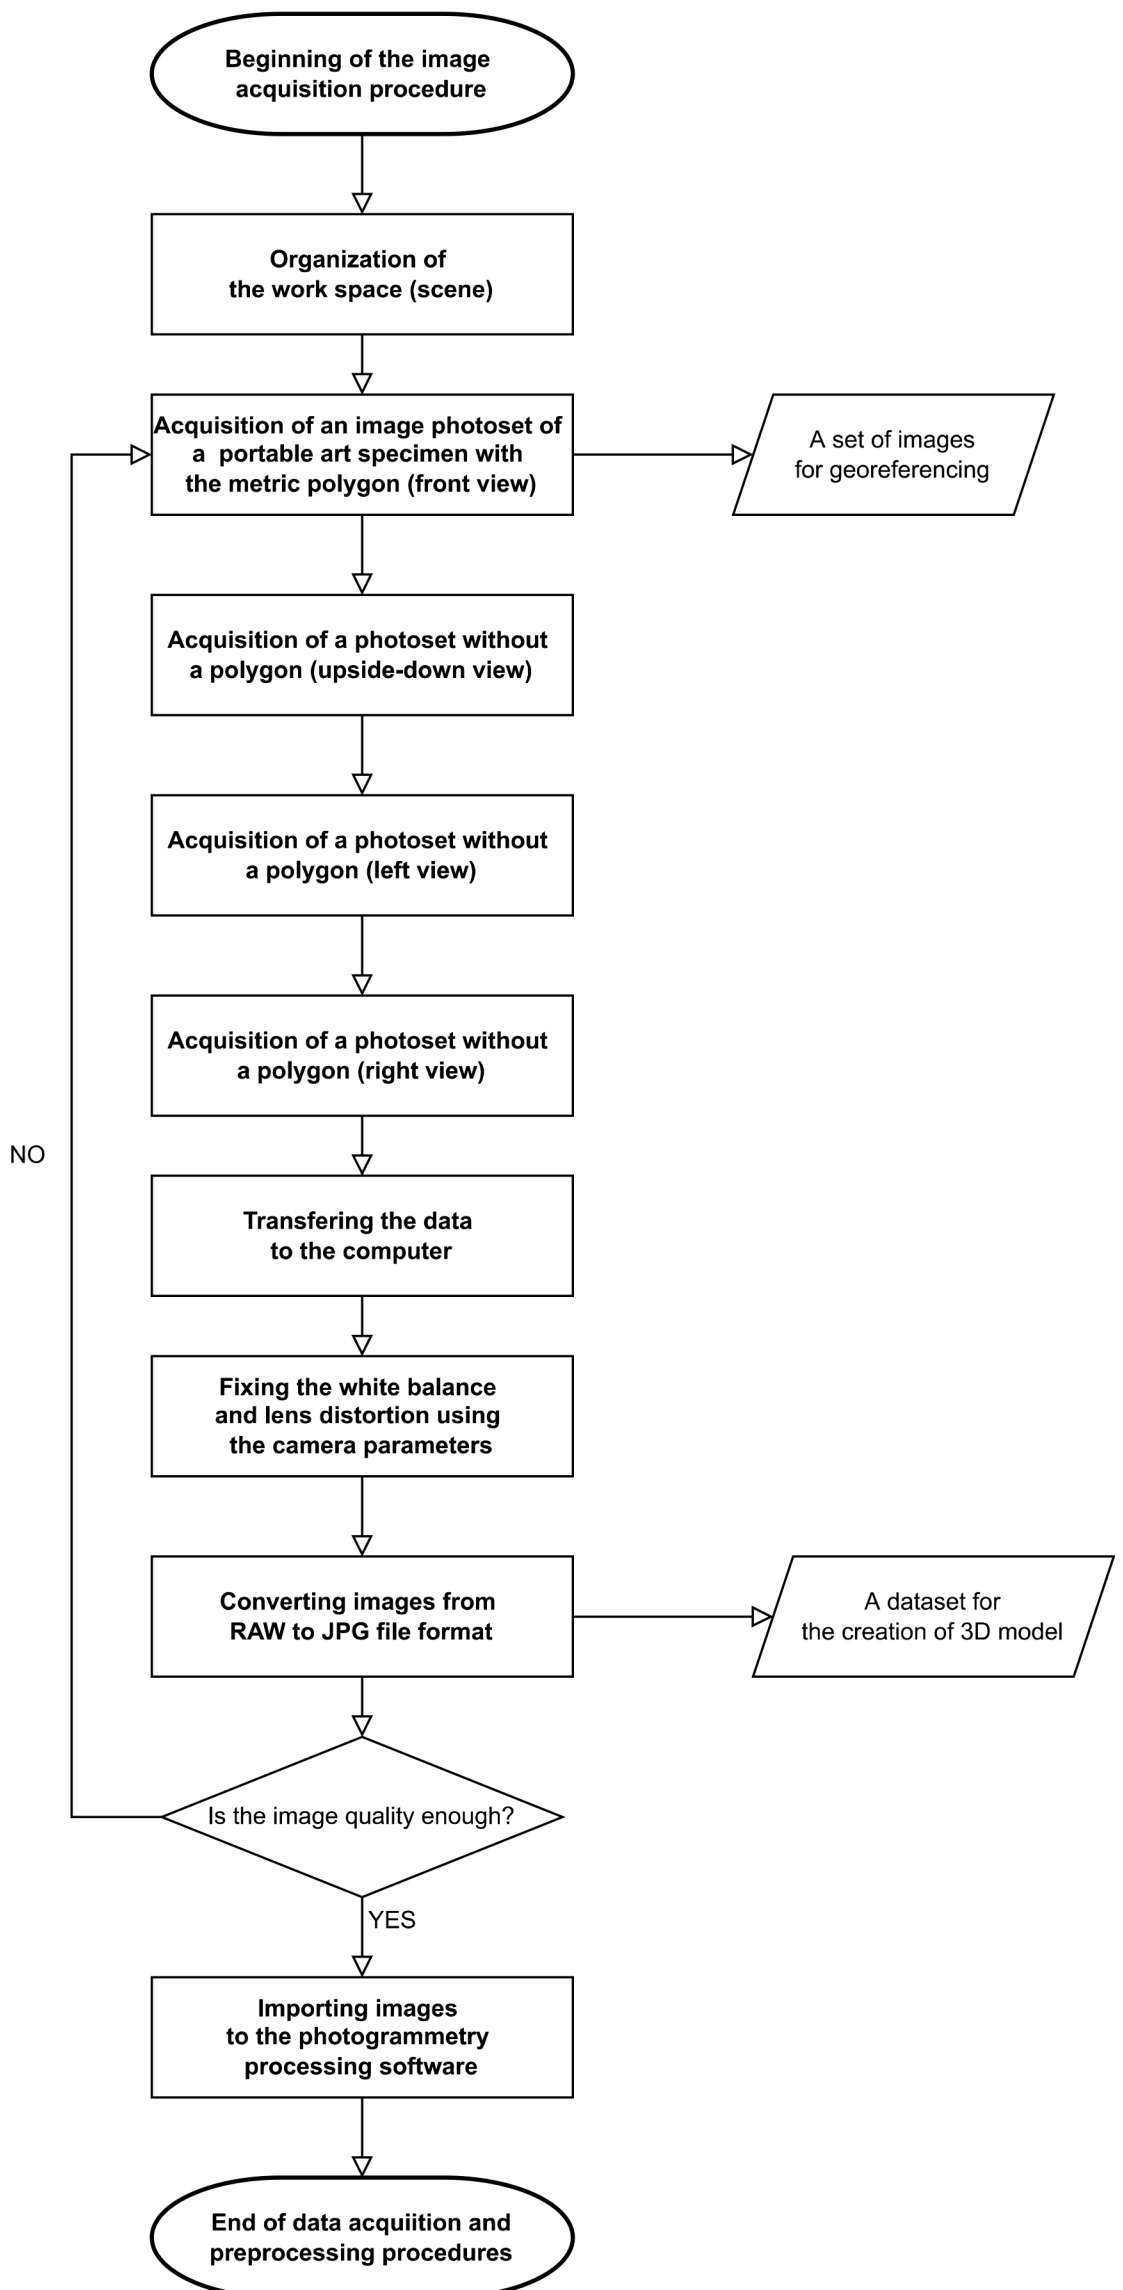 Beginning of the image
acquisition procedure
Organization of
the work space (scene)
Acquisition of an image photoset of
a portable art specimen with
the metric polygon (front view)
A set of images
for georeferencing
Acquisition of a photoset without
a polygon (upside-down view)
Acquisition of a photoset without
a polygon (left view)
Acquisition of a photoset without
a polygon (right view)
NO
Transfering the data
to the computer
Fixing the white balance
and lens distortion using
the camera parameters
Converting images from
RAW to JPG file format
A dataset for
the creation of 3D model
Is the image quality enough?
YES
Importing images
to the photogrammetry
processing software
End of data acquiition and
preprocessing procedures